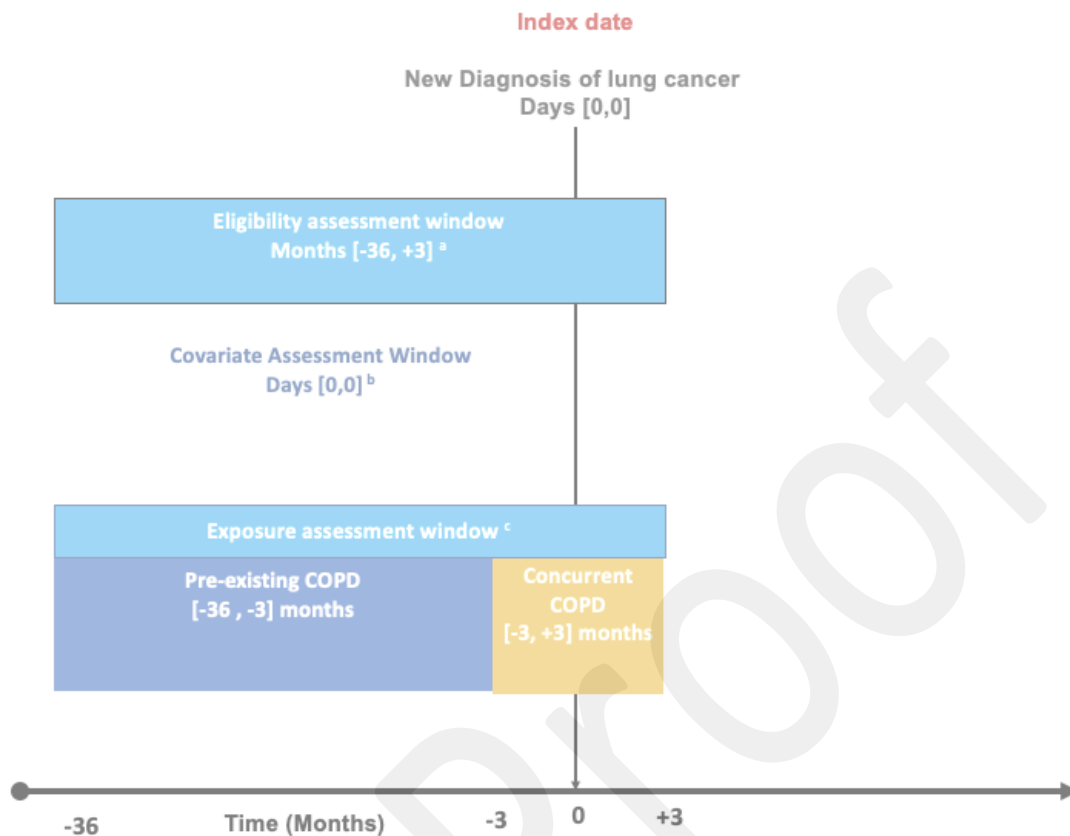 Index date
New Diagnosis of lung cancer
Days [0,0]
Eligibility assessment window
Months [-36, +3] a
Covariate Assessment Window
Days [0,0] b
Exposure assessment window c
Pre-existing COPD
[-36 , -3] months
Concurrent
COPD
[-3, +3] months
-36 Time (Months) -3 0 +3
Proof